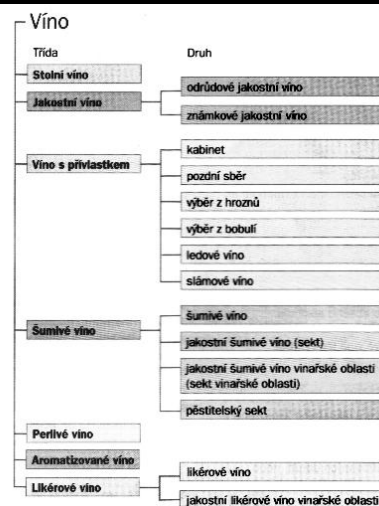 Víno
Třída
Druh
Stolní víno
Jakostní víno
odrůdové jakostní víno
známkové jakostní víno
Víno s přívlastkem
kabinet
pozdní sběr
výběr z hroznů
výběr z bobulí
ledové víno
slámové víno
Šumivé víno
šumivé víno
jakostní šumivé víno (sekt)
jakostní šumivé víno vinařské oblasti
(sekt vinařské oblasti)
pěstitelský sekt
Perlivé víno
Aromatizované víno
Likérové víno
likérové víno
jakostní likérové víno vinařské oblasti